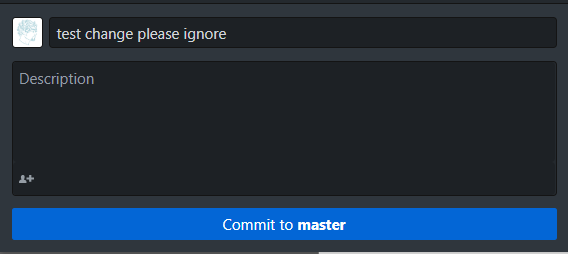 test change please ignore
Description
Commit to master